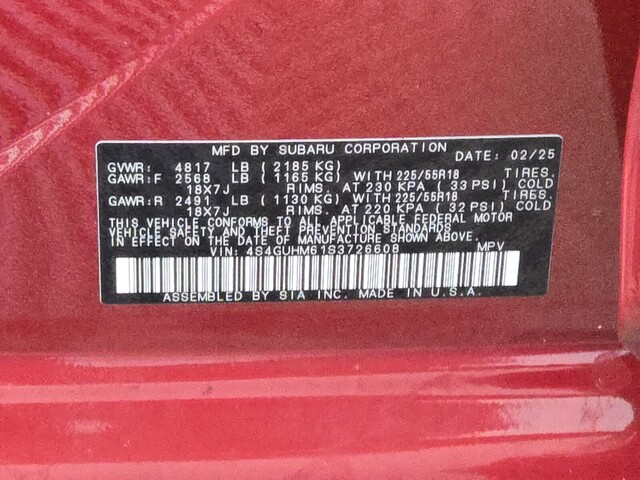 MFD BY SUBARU CORPORATION DATE: 02/25
GVWR: 4817 LB (2185 KG)
GAWR:F 2568 LB (1165 KG) WITH 225/55R18 TIRES.
18X7J RIMS. AT 230 KPA (33 PSI) COLD
GAWR:R 2491 LB (1130 KG) WITH 225/55R18 TIRES.
18X7J RIMS. AT 220 KPA (32 PSI) COLD
THIS VEHICLE CONFORMS TO ALL APPLICABLE FEDERAL MOTOR
VEHICLE SAFETY AND THEFT PREVENTION STANDARDS
IN EFFECT ON THE DATE OF MANUFACTURE SHOWN ABOVE.
VIN: 4S4GUHM61S3726608 MPV
ASSEMBLED BY SIA INC. MADE IN U.S.A.